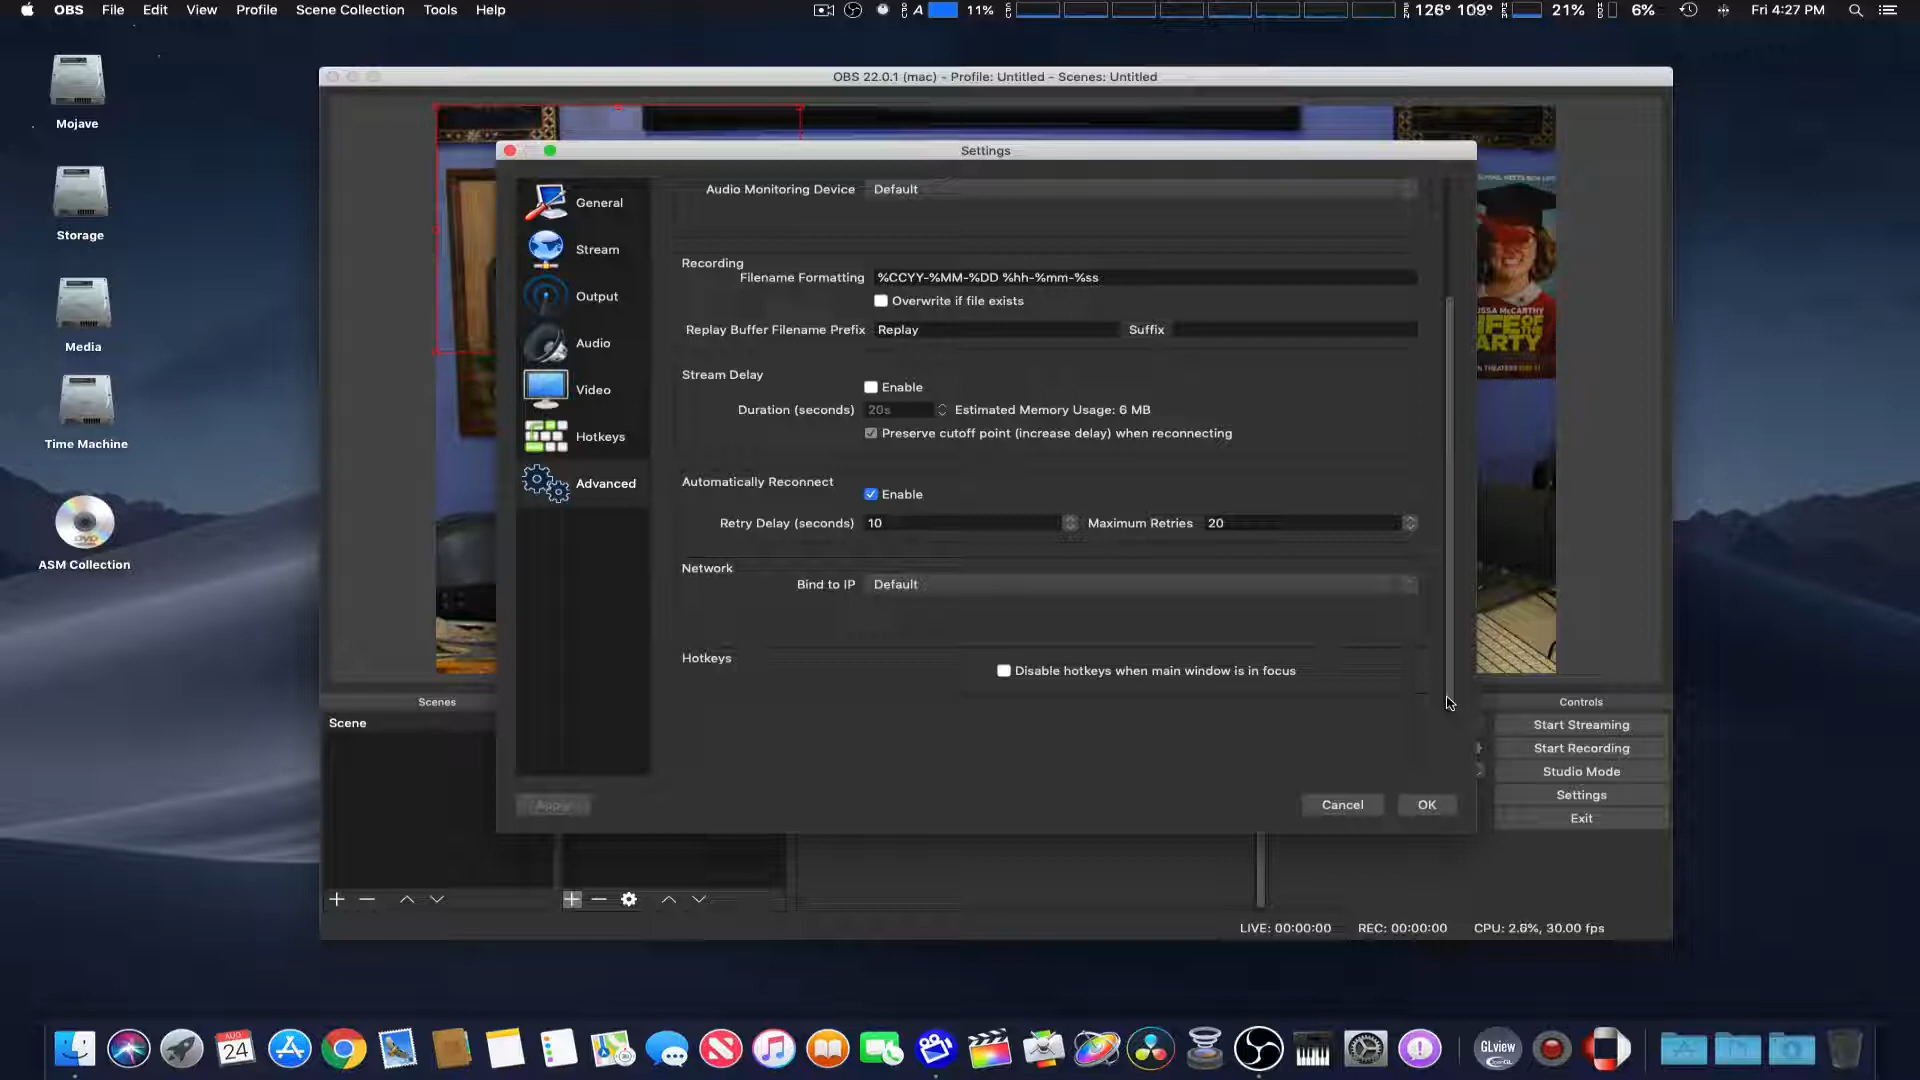 OBS File Edit View Profile Scene Collection Tools Help
A 11% 126° 109° 21% 6% Fri 4:27 PM
OBS 22.0.1 (mac) - Profile: Untitled - Scenes: Untitled
Mojave
Storage
Media
Time Machine
ASM Collection
Settings
General
Stream
Output
Audio
Video
Hotkeys
Advanced
Audio Monitoring Device Default
Recording
Filename Formatting %CCYY-%MM-%DD %hh-%mm-%ss
Overwrite if file exists
Replay Buffer Filename Prefix Replay Suffix
Stream Delay
Enable
Duration (seconds) 20s Estimated Memory Usage: 6 MB
Preserve cutoff point (increase delay) when reconnecting
Automatically Reconnect
Enable
Retry Delay (seconds) 10 Maximum Retries 20
Network
Bind to IP Default
Hotkeys
Disable hotkeys when main window is in focus
Apply Cancel OK
LIFE OF
PARTY
Scenes
Scene
Controls
Start Streaming
Start Recording
Studio Mode
Settings
Exit
LIVE: 00:00:00 REC: 00:00:00 CPU: 2.6%, 30.00 fps
AUG
24
GLview